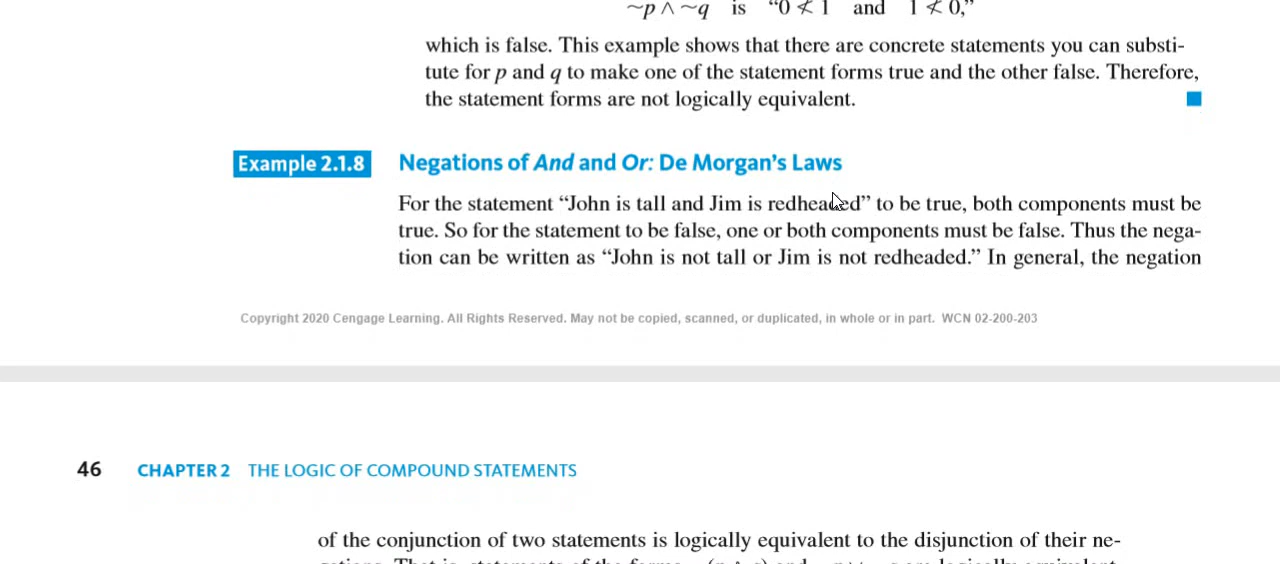 ~p ∧ ~q is “0 ≮ 1 and 1 ≮ 0,”
which is false. This example shows that there are concrete statements you can substi-
tute for p and q to make one of the statement forms true and the other false. Therefore,
the statement forms are not logically equivalent.
Example 2.1.8 Negations of And and Or: De Morgan’s Laws
For the statement “John is tall and Jim is redheaded” to be true, both components must be
true. So for the statement to be false, one or both components must be false. Thus the nega-
tion can be written as “John is not tall or Jim is not redheaded.” In general, the negation
Copyright 2020 Cengage Learning. All Rights Reserved. May not be copied, scanned, or duplicated, in whole or in part. WCN 02-200-203
46 CHAPTER 2 THE LOGIC OF COMPOUND STATEMENTS
of the conjunction of two statements is logically equivalent to the disjunction of their ne-